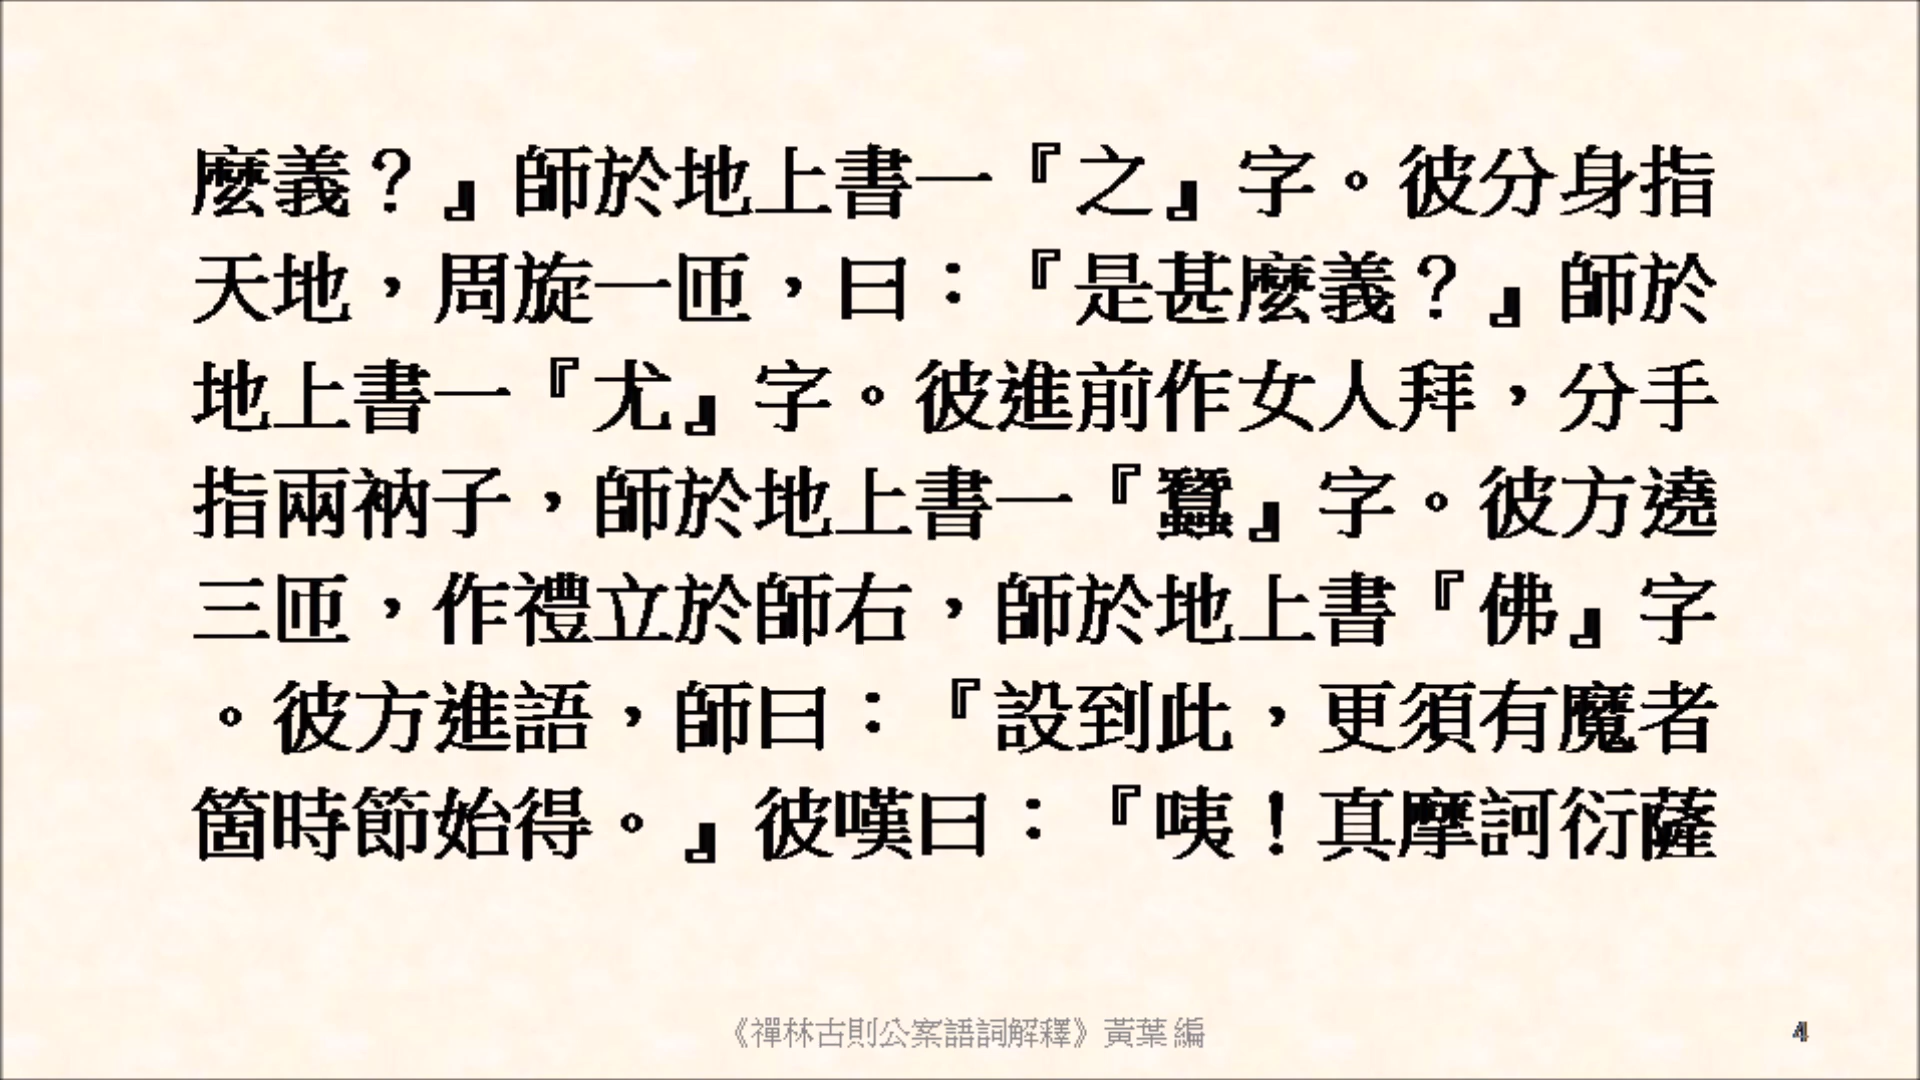 麼義？』師於地上書一『之』字。彼分身指
天地，周旋一匝，曰：『是甚麼義？』師於
地上書一『尤』字。彼進前作女人拜，分手
指兩衲子，師於地上書一『蠶』字。彼方遶
三匝，作禮立於師右，師於地上書『佛』字
。彼方進語，師曰：『設到此，更須有魔者
箇時節始得。』彼嘆曰：『咦！真摩訶衍薩
《禪林古則公案語詞解釋》黃葉 編
4